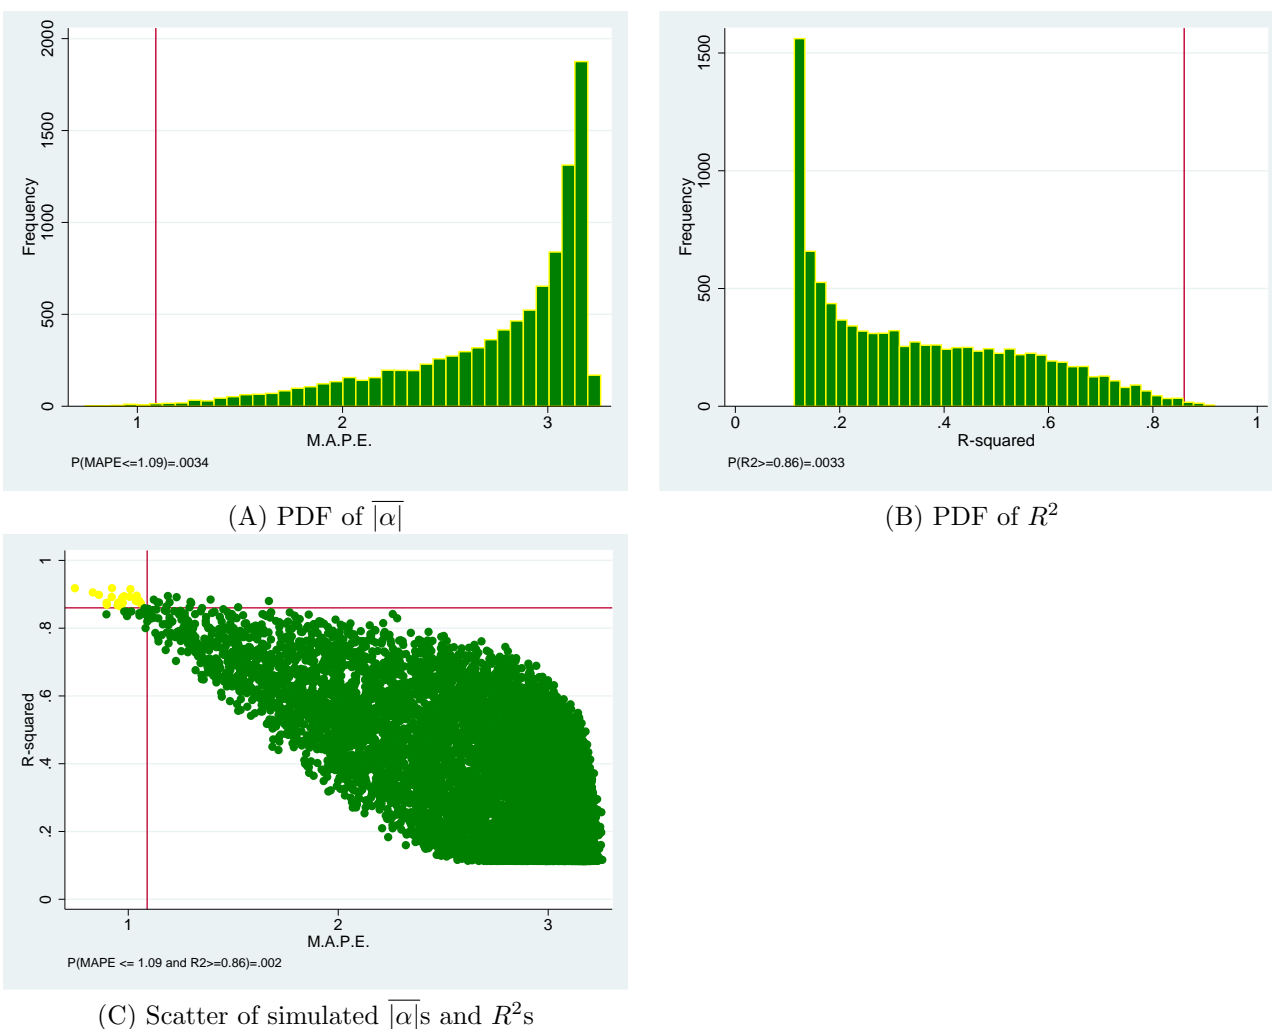 2000
1500
1000
500
0
Frequency
1 2 3
M.A.P.E.
P(MAPE<=1.09)=.0034
(A) PDF of |α|
1500
1000
500
0
Frequency
0 .2 .4 .6 .8 1
R-squared
P(R2>=0.86)=.0033
(B) PDF of R²
1
.8
.6
.4
.2
0
R-squared
1 2 3
M.A.P.E.
P(MAPE <= 1.09 and R2>=0.86)=.002
(C) Scatter of simulated |α|s and R²s